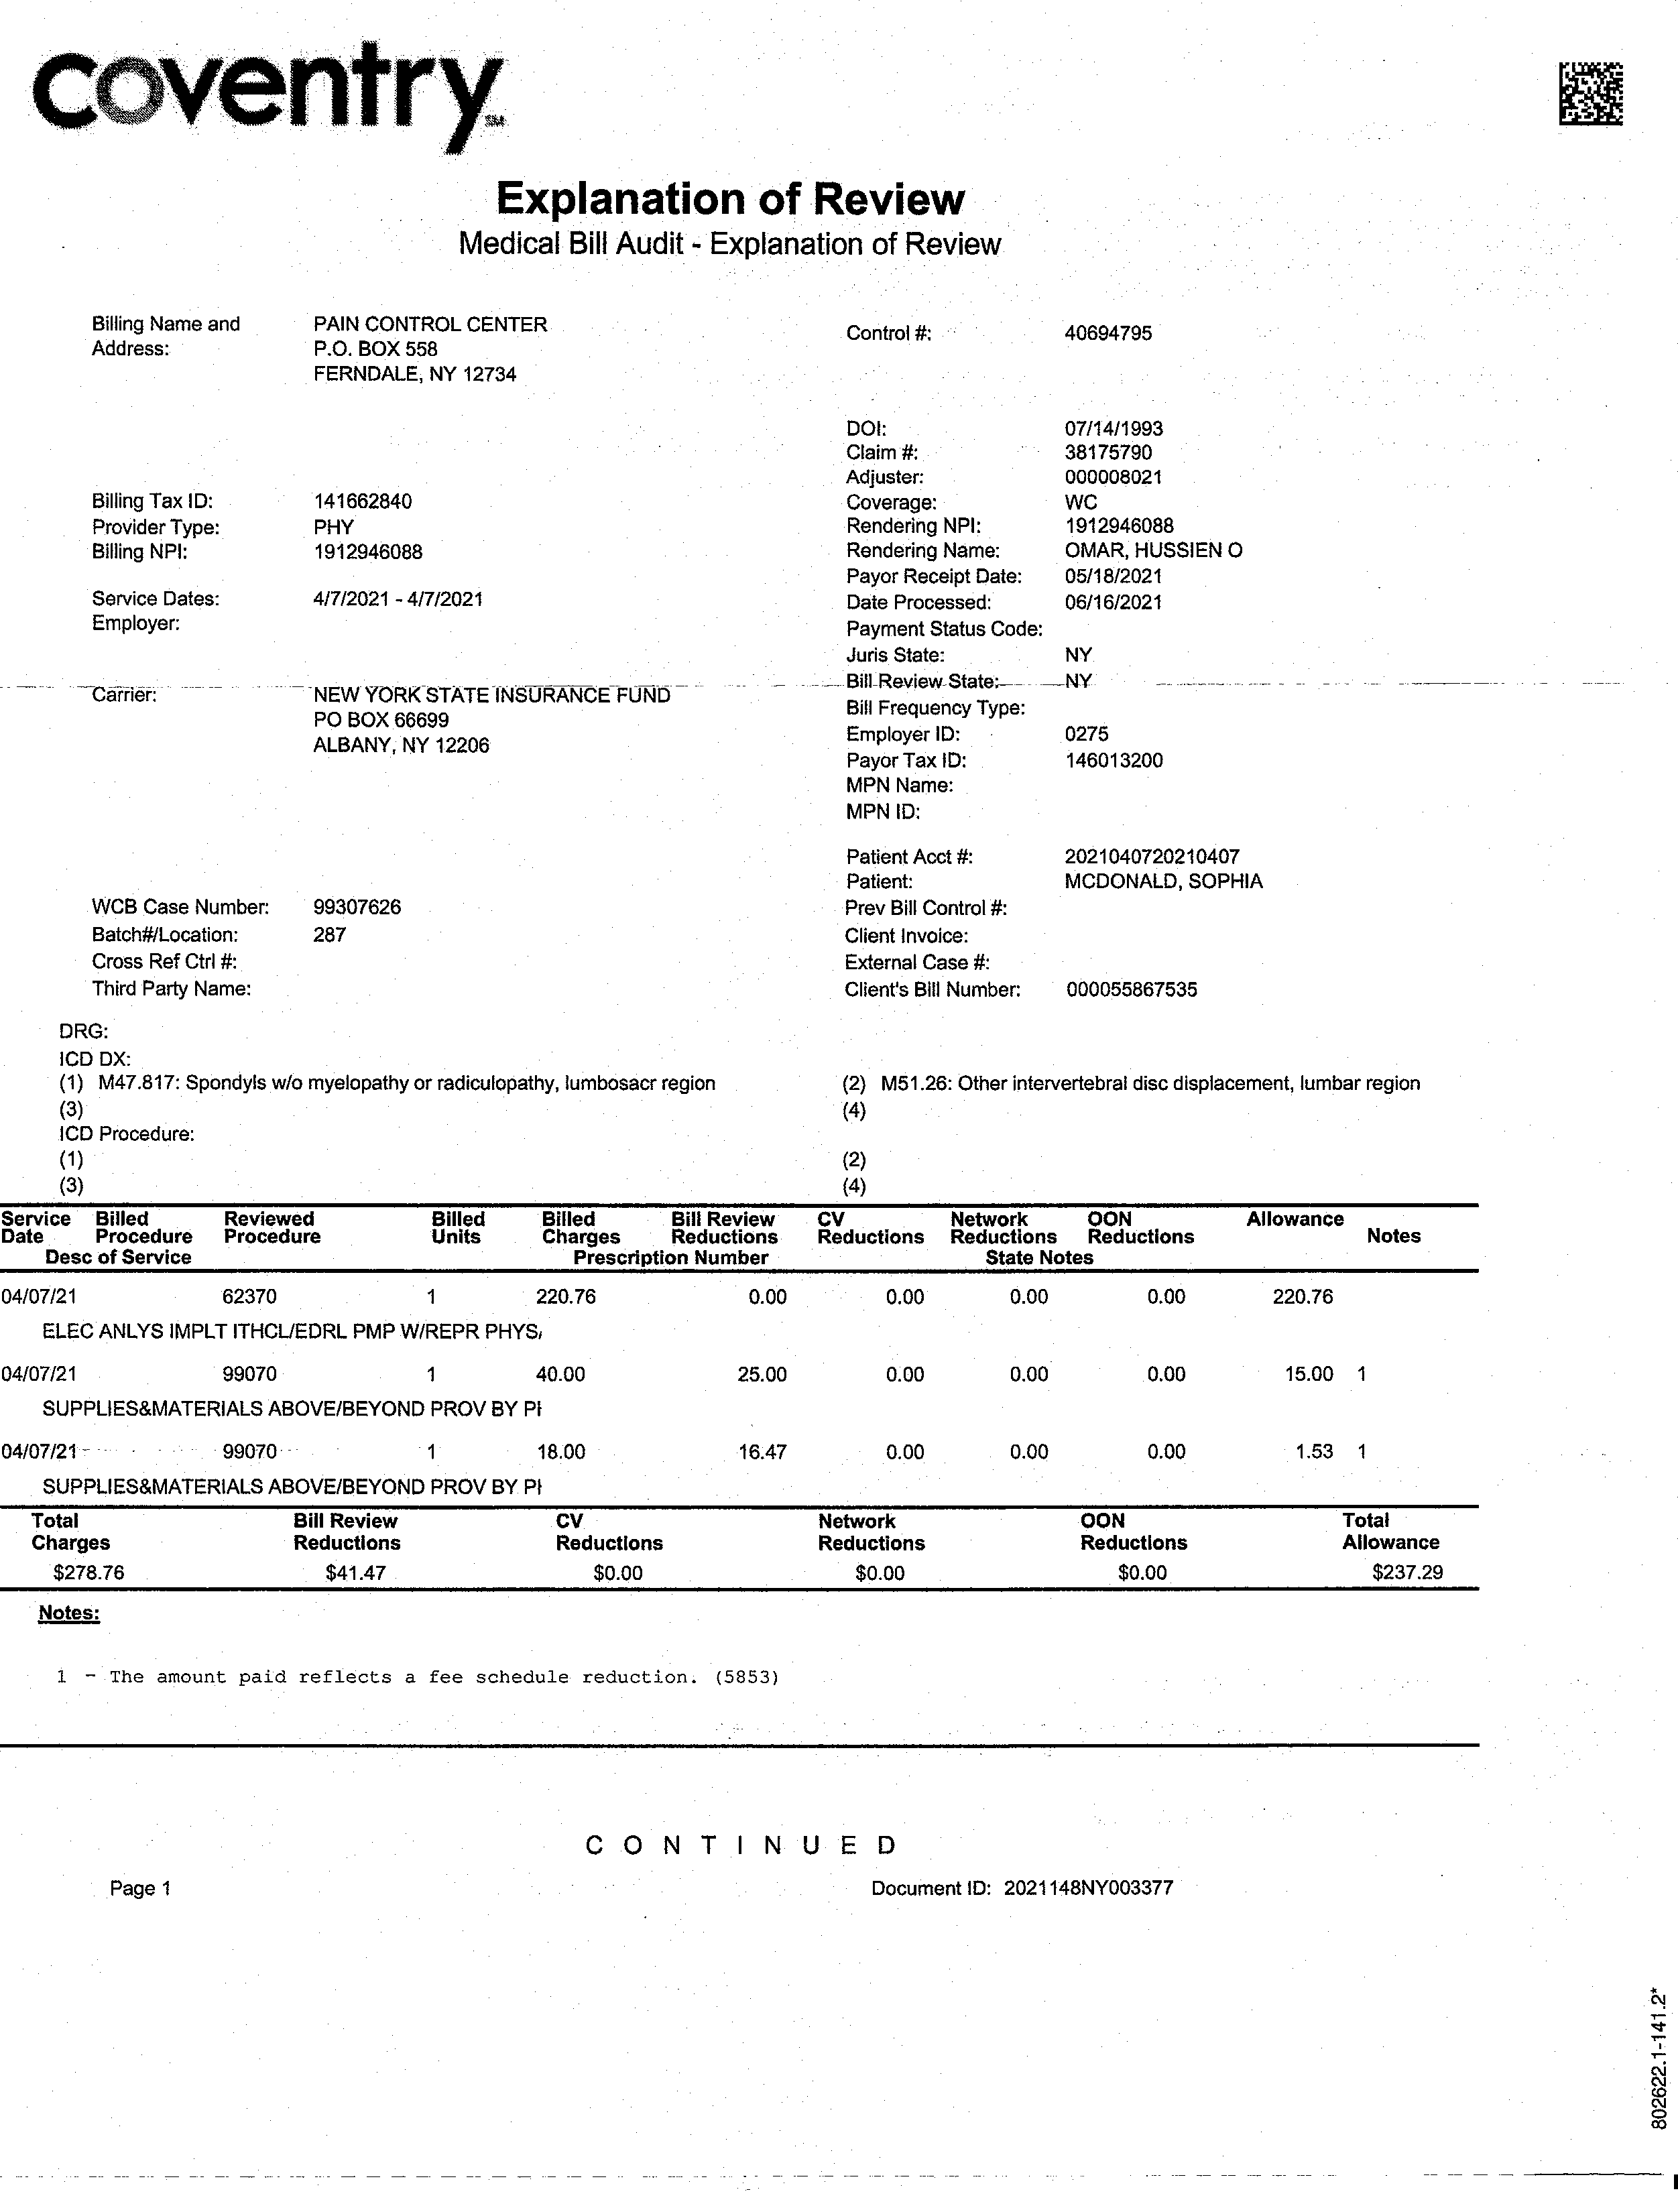 coventry SM
Explanation of Review
Medical Bill Audit - Explanation of Review
Billing Name and Address: PAIN CONTROL CENTER
P.O. BOX 558
FERNDALE, NY 12734
Control #: 40694795
DOI: 07/14/1993
Claim #: 38175790
Adjuster: 000008021
Billing Tax ID: 141662840
Coverage: WC
Provider Type: PHY
Rendering NPI: 1912946088
Billing NPI: 1912946088
Rendering Name: OMAR, HUSSIEN O
Payor Receipt Date: 05/18/2021
Service Dates: 4/7/2021 - 4/7/2021
Date Processed: 06/16/2021
Employer:
Payment Status Code:
Juris State: NY
Carrier: NEW YORK STATE INSURANCE FUND
PO BOX 66699
ALBANY, NY 12206
Bill Review State: NY
Bill Frequency Type:
Employer ID: 0275
Payor Tax ID: 146013200
MPN Name:
MPN ID:
Patient Acct #: 2021040720210407
Patient: MCDONALD, SOPHIA
WCB Case Number: 99307626
Prev Bill Control #:
Batch#/Location: 287
Client Invoice:
Cross Ref Ctrl #:
External Case #:
Third Party Name:
Client's Bill Number: 000055867535
DRG:
ICD DX:
(1) M47.817: Spondyls w/o myelopathy or radiculopathy, lumbosacr region (2) M51.26: Other intervertebral disc displacement, lumbar region
(3) (4)
ICD Procedure:
(1) (2)
(3) (4)
Service Date Billed Procedure Reviewed Procedure Billed Units Billed Charges Bill Review Reductions CV Reductions Network Reductions OON Reductions Allowance Notes
Desc of Service Prescription Number State Notes
04/07/21 62370 1 220.76 0.00 0.00 0.00 0.00 220.76
ELEC ANLYS IMPLT ITHCL/EDRL PMP W/REPR PHYS/
04/07/21 99070 1 40.00 25.00 0.00 0.00 0.00 15.00 1
SUPPLIES&MATERIALS ABOVE/BEYOND PROV BY PI
04/07/21 99070 1 18.00 16.47 0.00 0.00 0.00 1.53 1
SUPPLIES&MATERIALS ABOVE/BEYOND PROV BY PI
Total Charges Bill Review Reductions CV Reductions Network Reductions OON Reductions Total Allowance
$278.76 $41.47 $0.00 $0.00 $0.00 $237.29
Notes:
1 - The amount paid reflects a fee schedule reduction. (5853)
C O N T I N U E D
Page 1 Document ID: 2021148NY003377
802622.1-141.2*